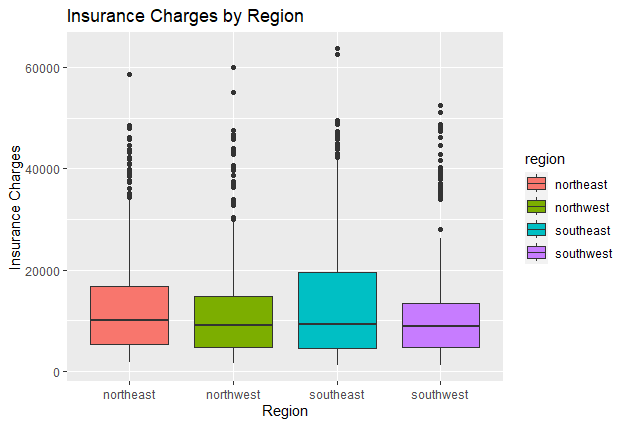 Insurance Charges by Region
Insurance Charges
60000
40000
20000
0
northeast
northwest
southeast
southwest
Region
region
northeast
northwest
southeast
southwest